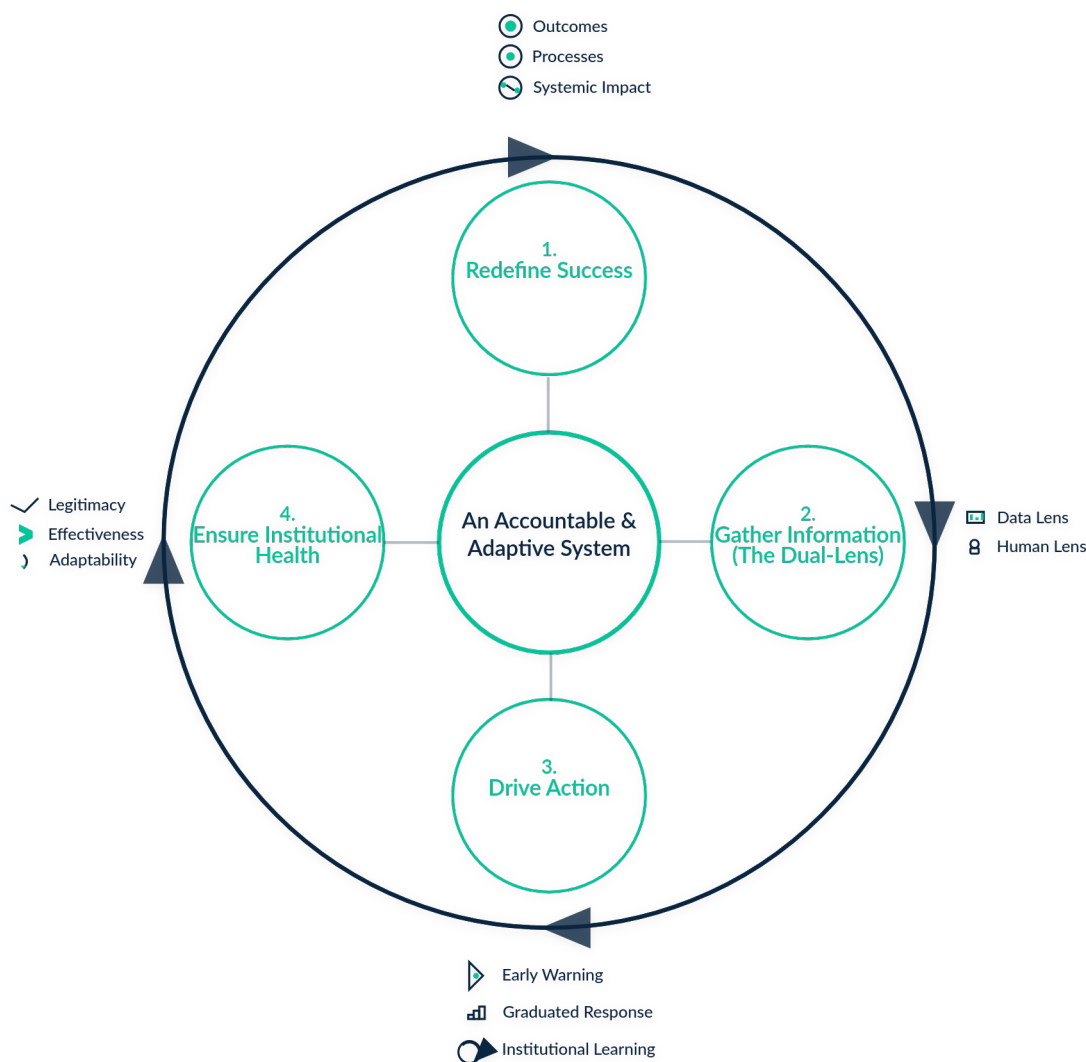 Outcomes
Processes
Systemic Impact
1.
Redefine Success
Legitimacy
Effectiveness
Adaptability
4.
Ensure Institutional
Health
An Accountable &
Adaptive System
2.
Gather Information
(The Dual-Lens)
Data Lens
Human Lens
3.
Drive Action
Early Warning
Graduated Response
Institutional Learning